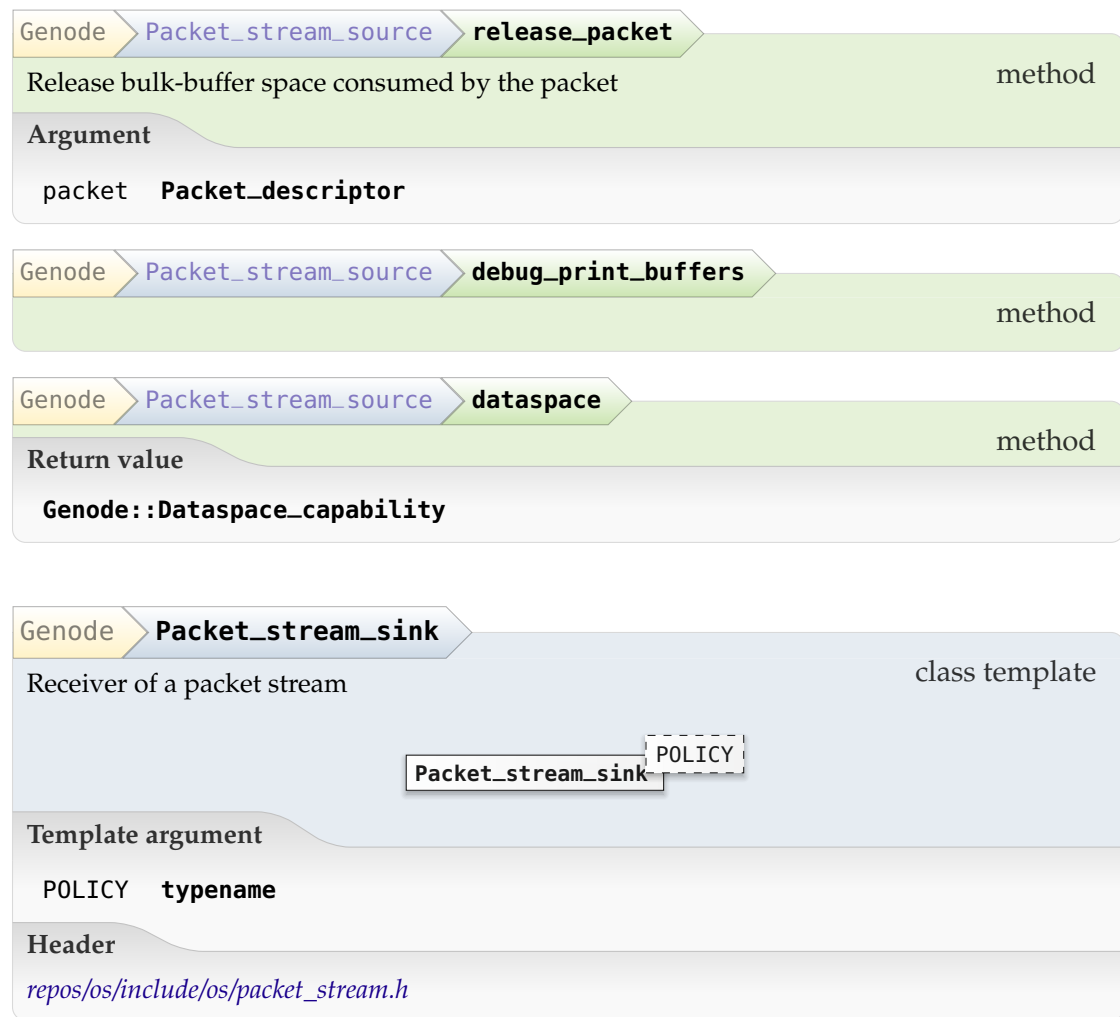 Genode Packet_stream_source release_packet
method
Release bulk-buffer space consumed by the packet
Argument
packet Packet_descriptor
Genode Packet_stream_source debug_print_buffers
method
Genode Packet_stream_source dataspace
method
Return value
Genode::Dataspace_capability
Genode Packet_stream_sink
class template
Receiver of a packet stream
POLICY
Packet_stream_sink
Template argument
POLICY typename
Header
repos/os/include/os/packet_stream.h